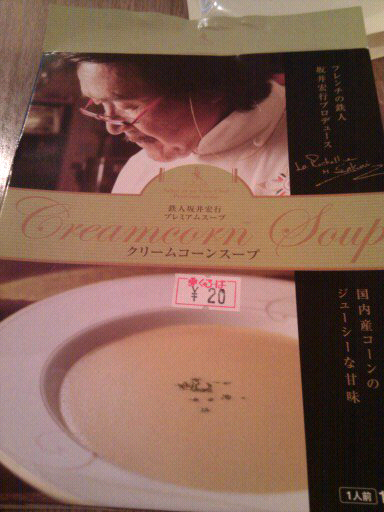 フレンチの鉄人
坂井宏行プロデュース
La Rochelle
H Sakai
鉄人坂井宏行
プレミアムスープ
Creamcorn Soup
クリームコーンスープ
¥ 20
国内産コーンの
ジューシーな甘味
1人前